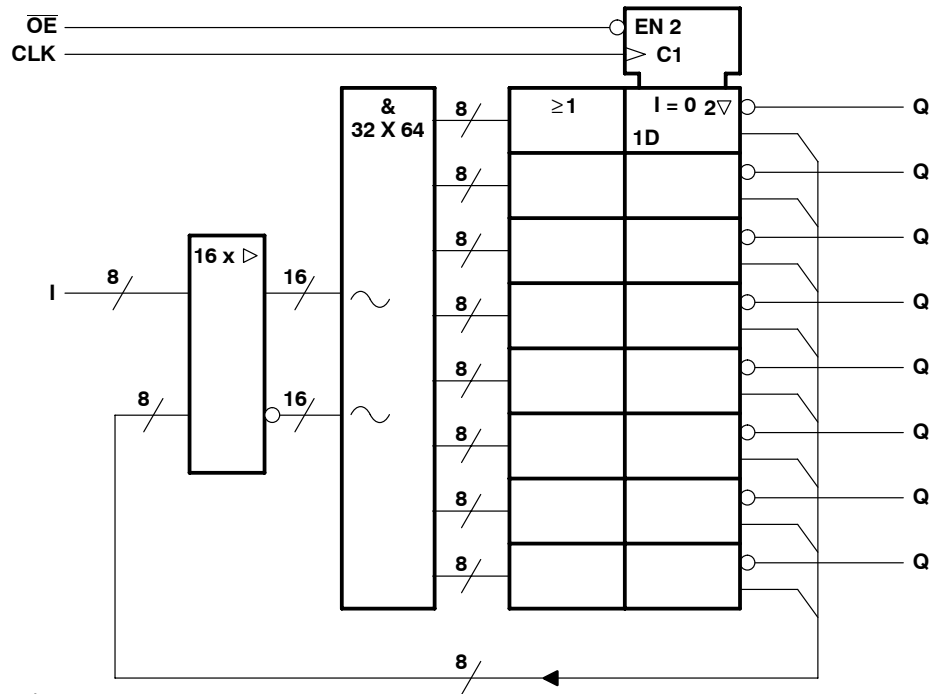 OE EN 2
CLK C1
& 8 ≥1 I = 0 2▽ Q
32 X 64 1D
8 Q
16 x ▷ 8 Q
I 8 16 8 Q
8 Q
8 16 8 Q
8 Q
8 Q
8